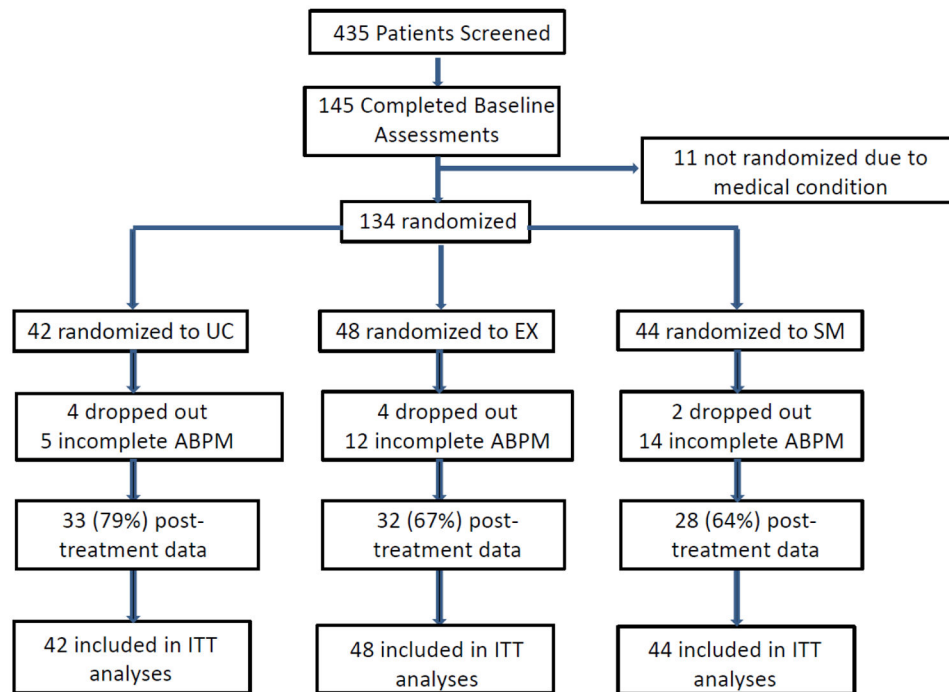 435 Patients Screened
145 Completed Baseline
Assessments
11 not randomized due to
medical condition
134 randomized
42 randomized to UC
48 randomized to EX
44 randomized to SM
4 dropped out
5 incomplete ABPM
4 dropped out
12 incomplete ABPM
2 dropped out
14 incomplete ABPM
33 (79%) post-
treatment data
32 (67%) post-
treatment data
28 (64%) post-
treatment data
42 included in ITT
analyses
48 included in ITT
analyses
44 included in ITT
analyses